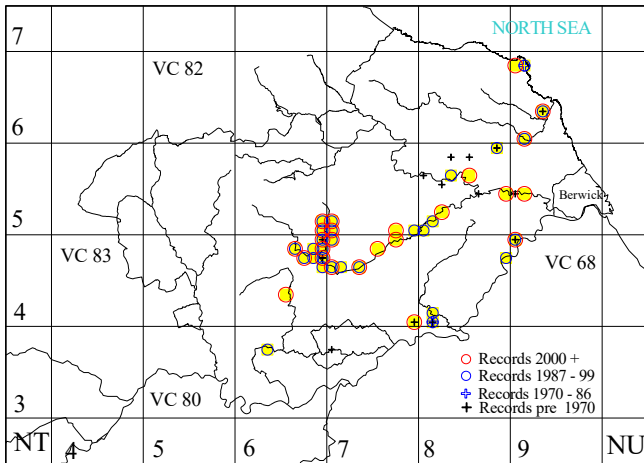 NORTH SEA
7
VC 82
6
Berwick
5
VC 83
VC 68
4
Records 2000 +
Records 1987 - 99
Records 1970 - 86
VC 80
Records pre 1970
3
NT 4 5 6 7 8 9 NU